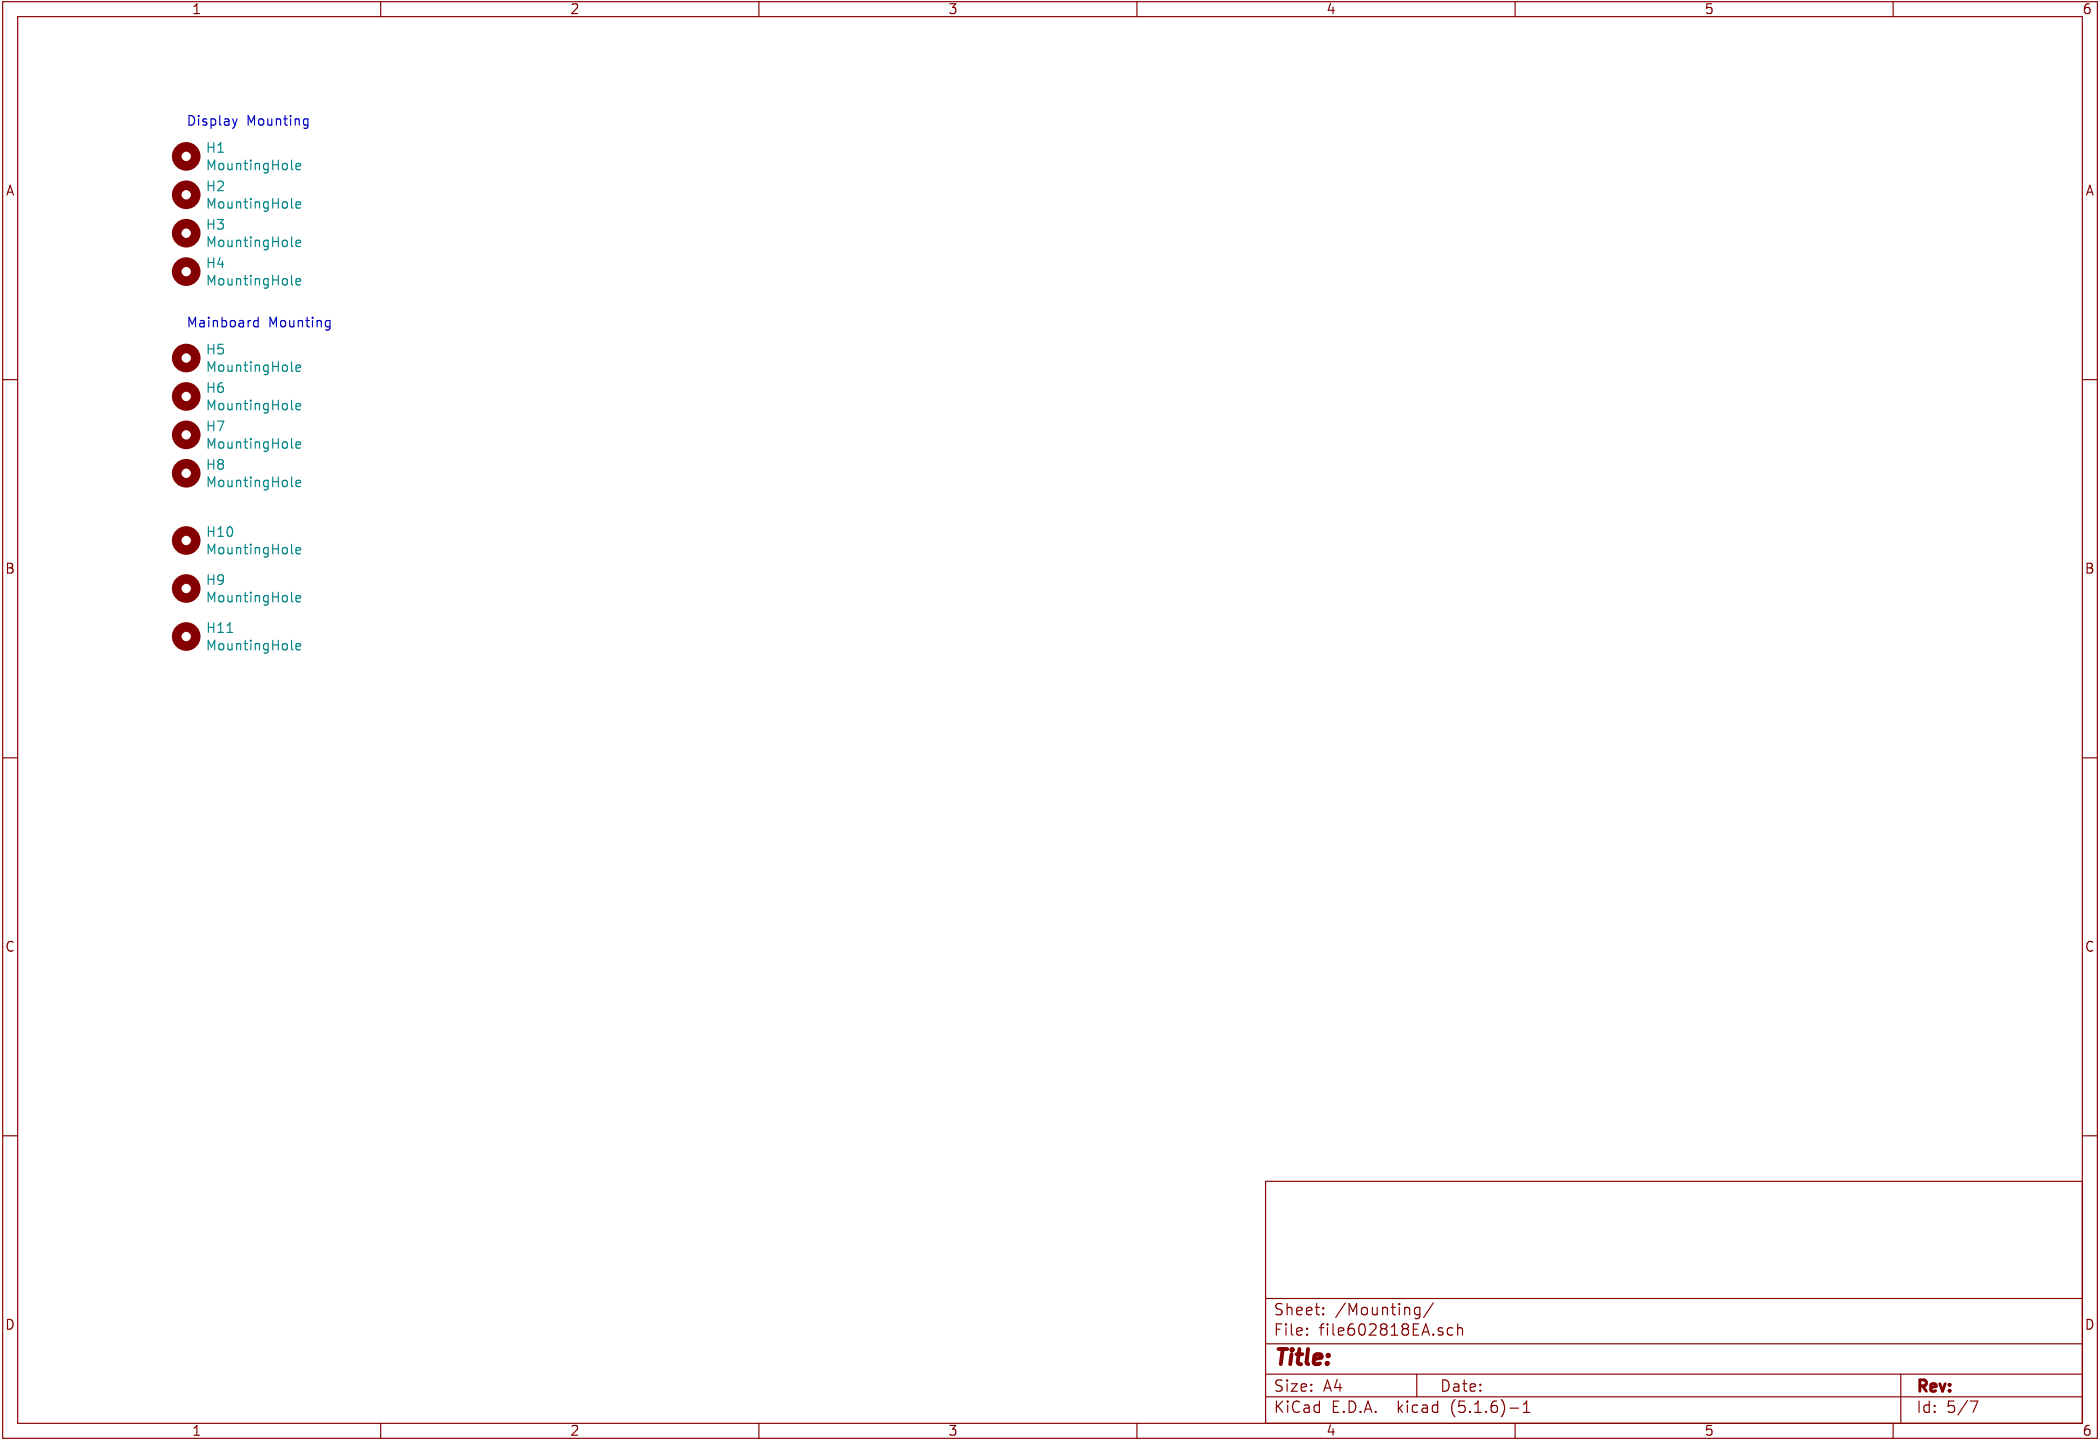 1 2 3 4 5 6
Display Mounting
H1
MountingHole
A A
H2
MountingHole
H3
MountingHole
H4
MountingHole
Mainboard Mounting
H5
MountingHole
H6
MountingHole
H7
MountingHole
H8
MountingHole
H10
MountingHole
B B
H9
MountingHole
H11
MountingHole
C C
Sheet: /Mounting/
File: file602818EA.sch
D D
Title:
Size: A4 Date: Rev:
KiCad E.D.A. kicad (5.1.6)-1 Id: 5/7
1 2 3 4 5 6